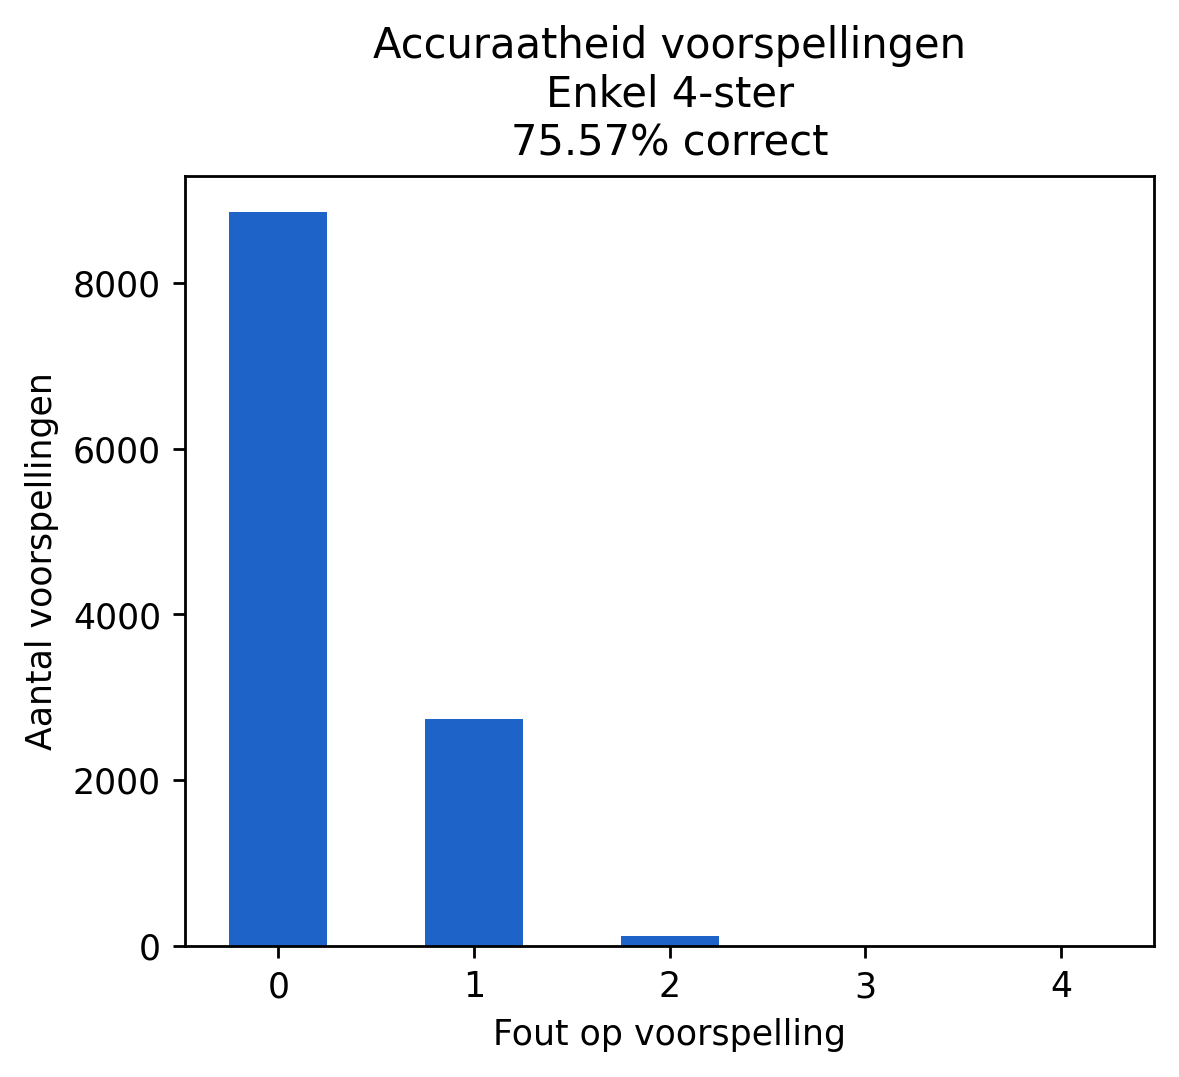 Accuraatheid voorspellingen
Enkel 4-ster
75.57% correct
Aantal voorspellingen
8000
6000
4000
2000
0
0 1 2 3 4
Fout op voorspelling